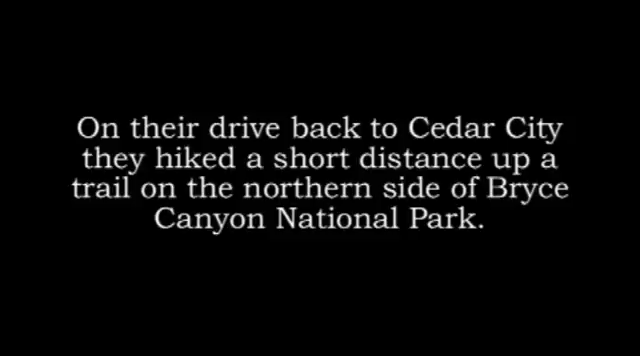 On their drive back to Cedar City
they hiked a short distance up a
trail on the northern side of Bryce
Canyon National Park.